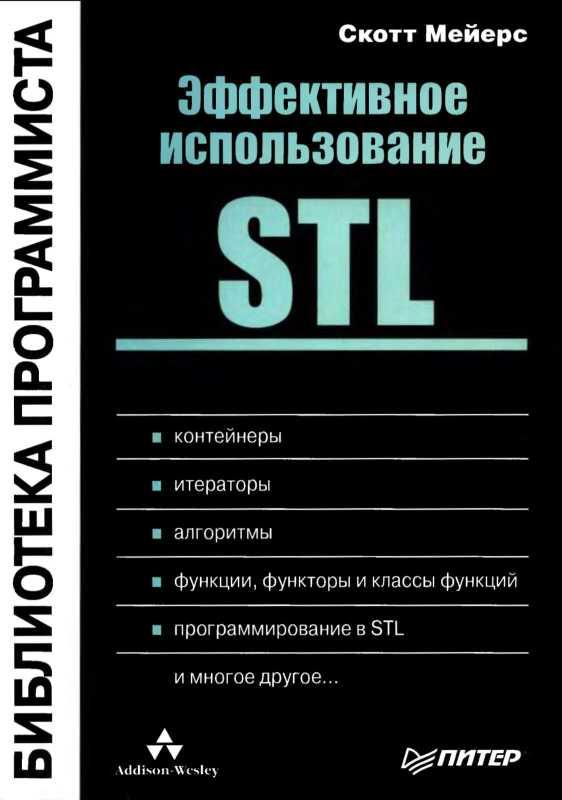 БИБЛИОТЕКА ПРОГРАММИСТА
Скотт Мейерс
Эффективное
использование
STL
контейнеры
итераторы
алгоритмы
функции, функторы и классы функций
программирование в STL
и многое другое...
Addison-Wesley
ПИТЕР